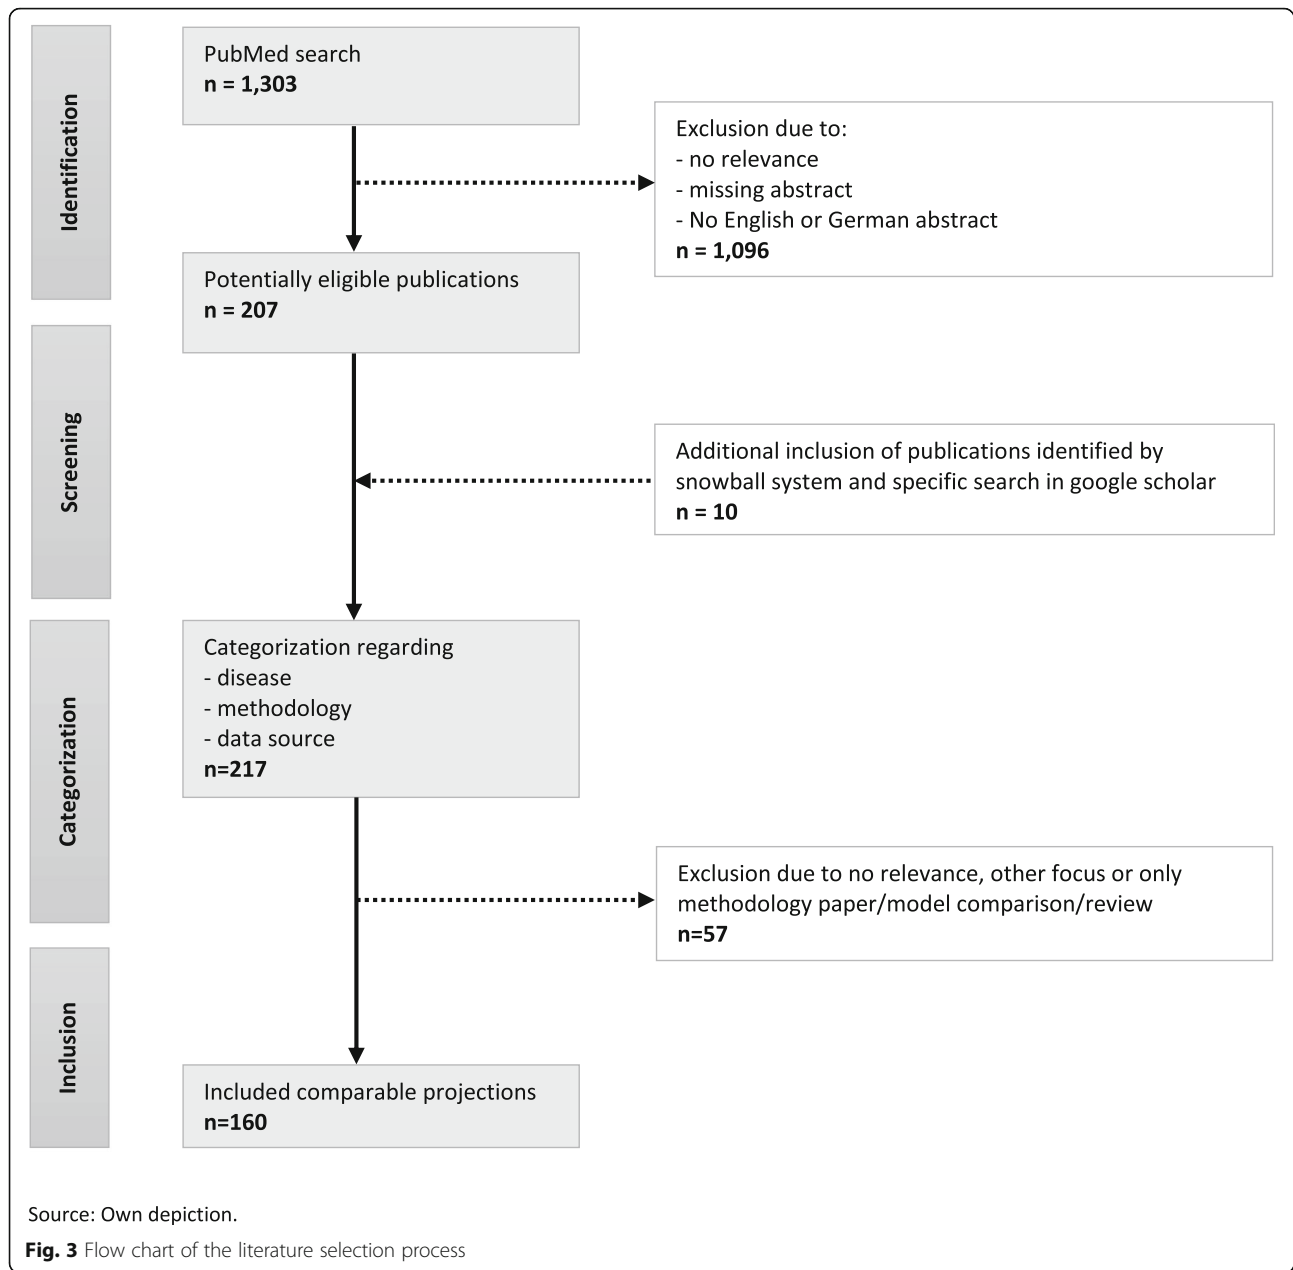 Identification
PubMed search
n = 1,303
Exclusion due to:
- no relevance
- missing abstract
- No English or German abstract
n = 1,096
Potentially eligible publications
n = 207
Screening
Additional inclusion of publications identified by
snowball system and specific search in google scholar
n = 10
Categorization
Categorization regarding
- disease
- methodology
- data source
n=217
Exclusion due to no relevance, other focus or only
methodology paper/model comparison/review
n=57
Inclusion
Included comparable projections
n=160
Source: Own depiction.
Fig. 3 Flow chart of the literature selection process